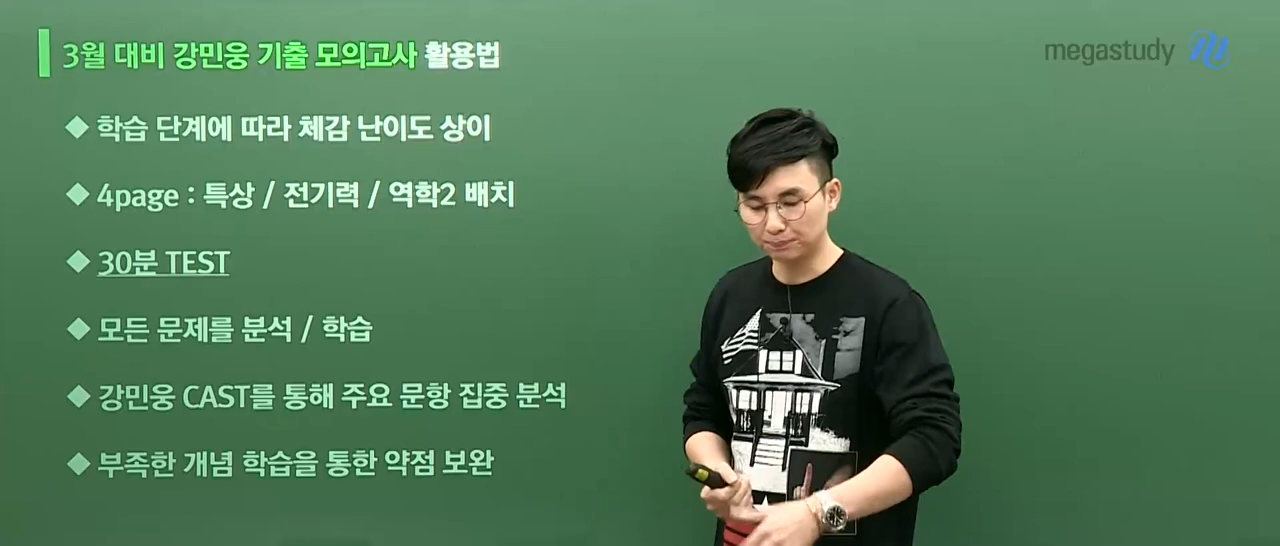 3월 대비 강민웅 기출 모의고사 활용법
megastudy
◆ 학습 단계에 따라 체감 난이도 상이
◆ 4page : 특상 / 전기력 / 역학2 배치
◆ 30분 TEST
◆ 모든 문제를 분석 / 학습
◆ 강민웅 CAST를 통해 주요 문항 집중 분석
◆ 부족한 개념 학습을 통한 약점 보완